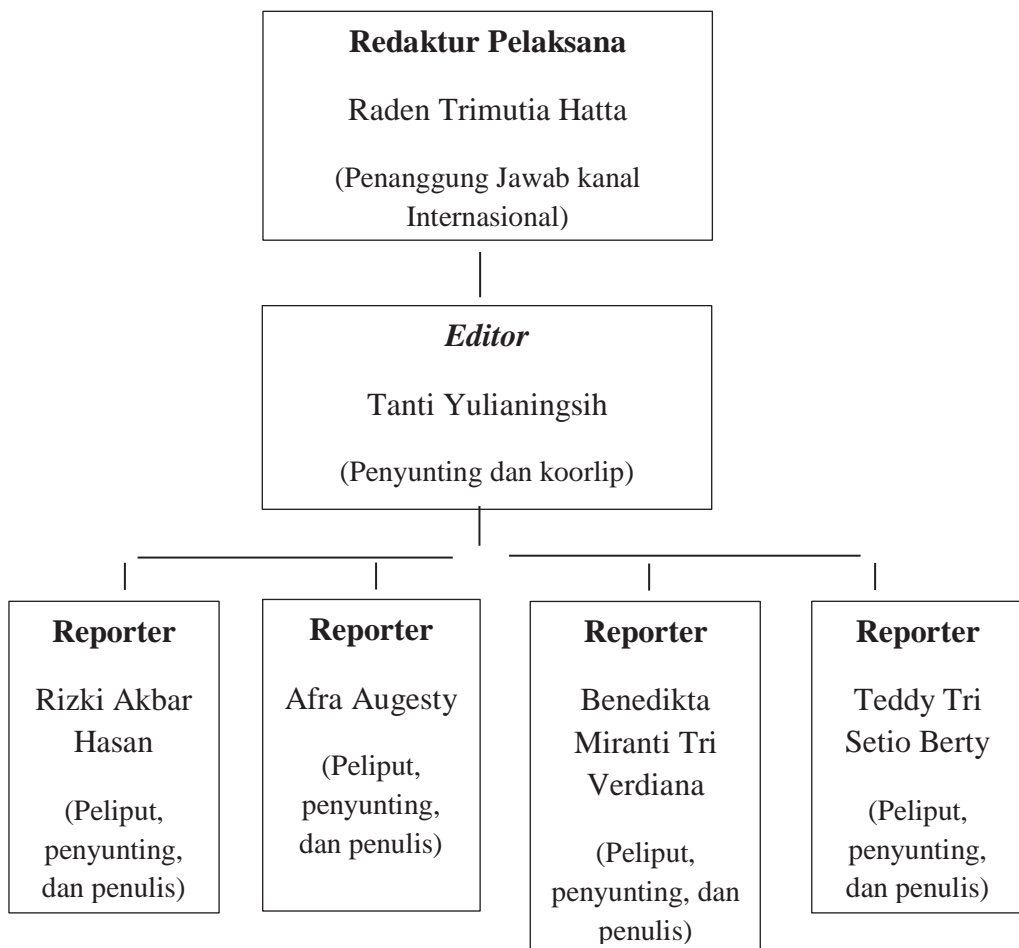 Redaktur Pelaksana
Raden Trimutia Hatta
(Penanggung Jawab kanal
Internasional)
Editor
Tanti Yulianingsih
(Penyunting dan koorlip)
Reporter
Rizki Akbar
Hasan
(Peliput,
penyunting,
dan penulis)
Reporter
Afra Augesty
(Peliput,
penyunting,
dan penulis)
Reporter
Benedikta
Miranti Tri
Verdiana
(Peliput,
penyunting, dan
penulis)
Reporter
Teddy Tri
Setio Berty
(Peliput,
penyunting,
dan penulis)